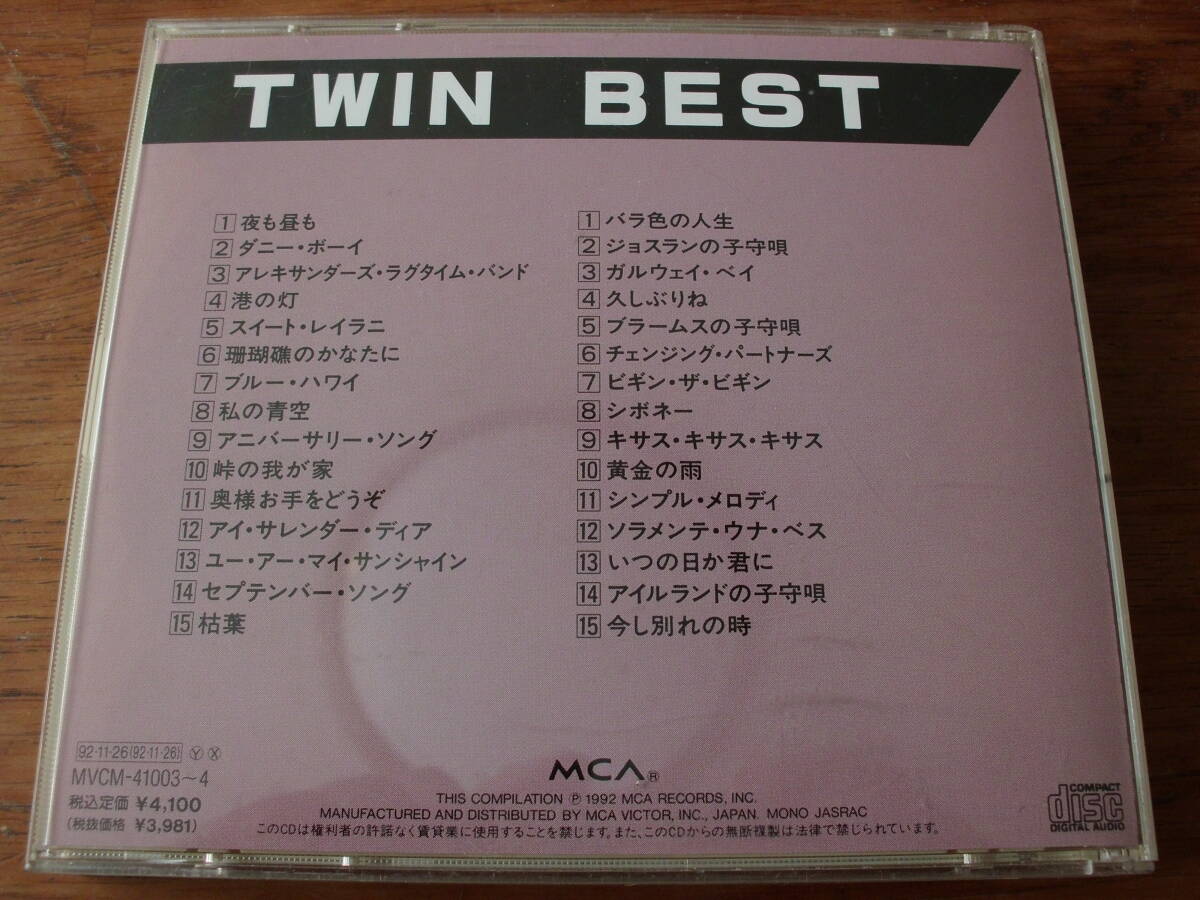 TWIN BEST
1 夜も昼も
2 ダニー・ボーイ
3 アレキサンダーズ・ラグタイム・バンド
4 港の灯
5 スイート・レイラニ
6 珊瑚礁のかなたに
7 ブルー・ハワイ
8 私の青空
9 アニバーサリー・ソング
10 峠の我が家
11 奥様お手をどうぞ
12 アイ・サレンダー・ディア
13 ユー・アー・マイ・サンシャイン
14 セプテンバー・ソング
15 枯葉
1 バラ色の人生
2 ジョスランの子守唄
3 ガルウェイ・ベイ
4 久しぶりね
5 ブラームスの子守唄
6 チェンジング・パートナーズ
7 ビギン・ザ・ビギン
8 シボネー
9 キサス・キサス・キサス
10 黄金の雨
11 シンプル・メロディ
12 ソラメンテ・ウナ・ベス
13 いつの日か君に
14 アイルランドの子守唄
15 今し別れの時
92·11·26(92·11·26) Ⓨ Ⓧ
MVCM-41003〜4
税込定価 ¥4,100
(税抜価格 ¥3,981)
MCA®
THIS COMPILATION ℗ 1992 MCA RECORDS, INC.
MANUFACTURED AND DISTRIBUTED BY MCA VICTOR, INC., JAPAN. MONO JASRAC
このCDは権利者の許諾なく賃貸業に使用することを禁じます。また、このCDからの無断複製は法律で禁じられています。
COMPACT
disc
DIGITAL AUDIO